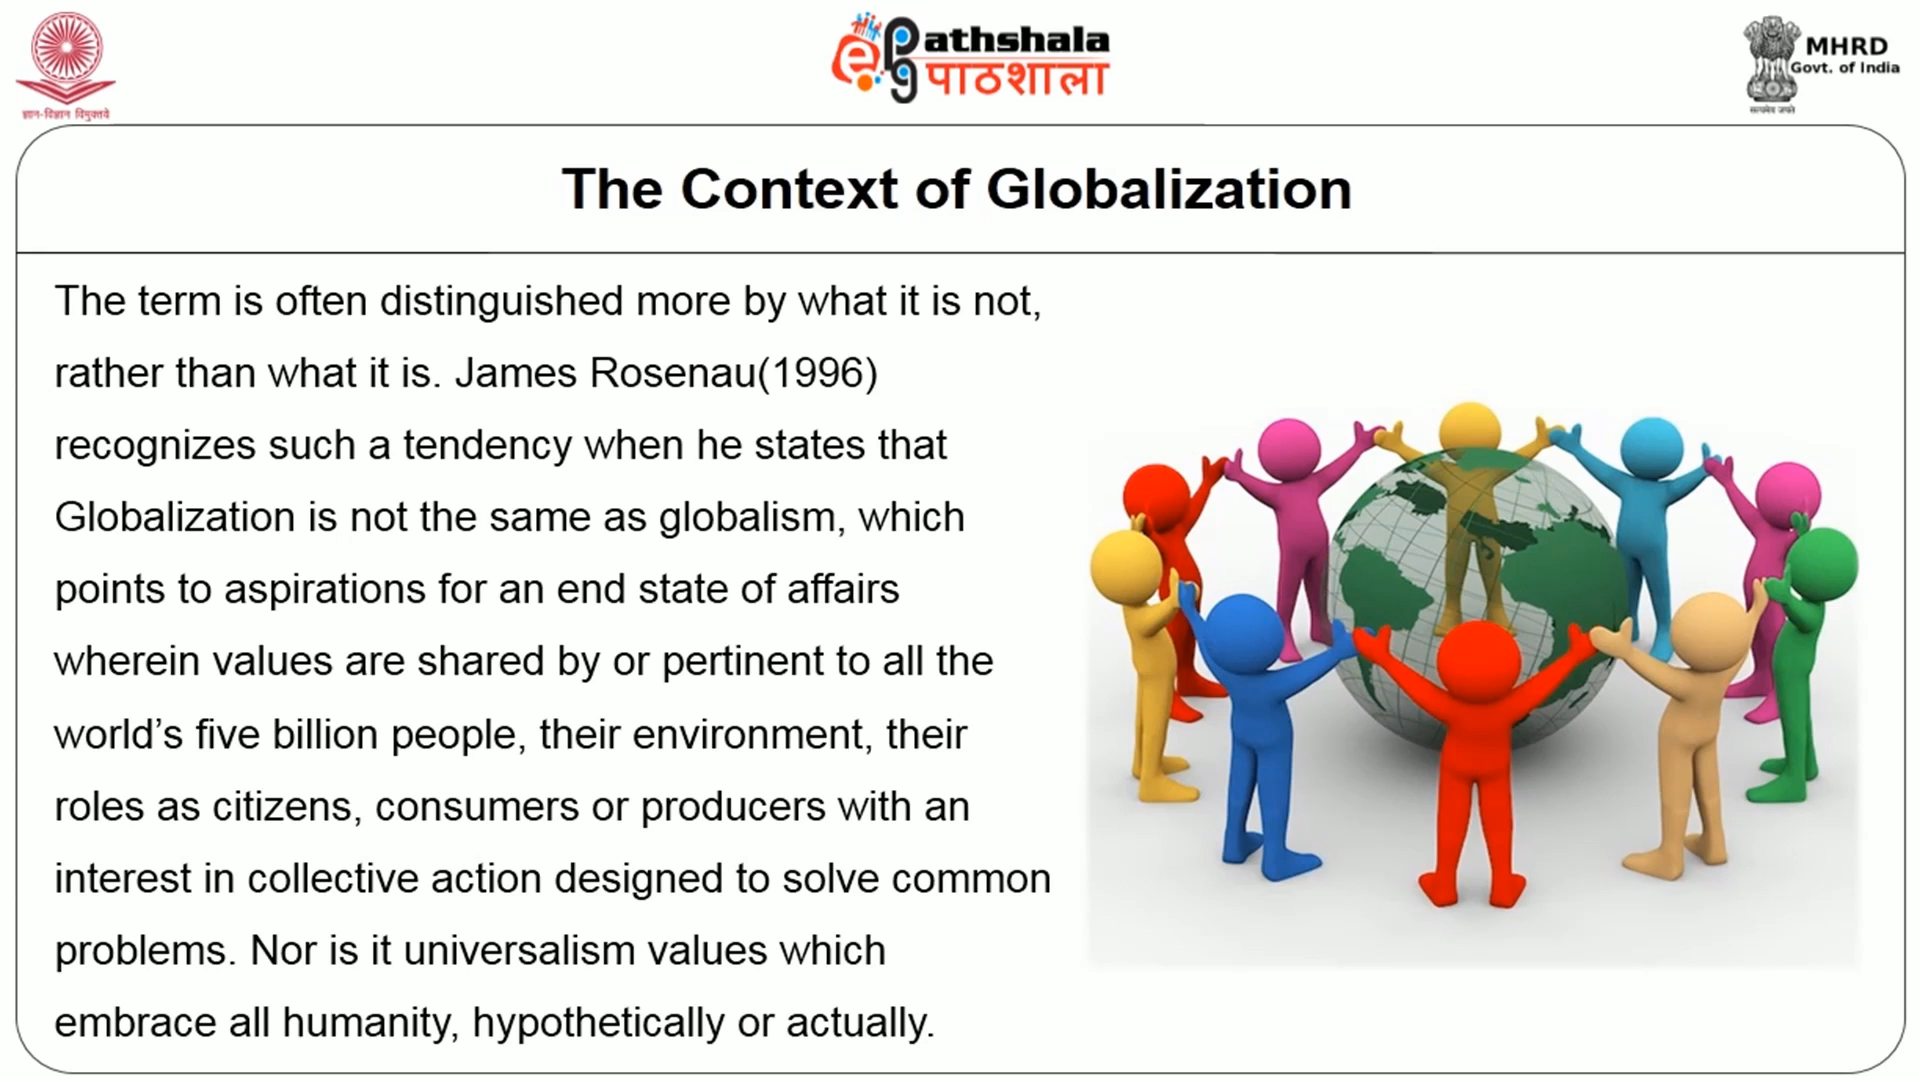 ज्ञान-विज्ञान विमुक्तये
e Pg athshala
पाठशाला
MHRD
Govt. of India
सत्यमेव जयते
The Context of Globalization
The term is often distinguished more by what it is not,
rather than what it is. James Rosenau(1996)
recognizes such a tendency when he states that
Globalization is not the same as globalism, which
points to aspirations for an end state of affairs
wherein values are shared by or pertinent to all the
world’s five billion people, their environment, their
roles as citizens, consumers or producers with an
interest in collective action designed to solve common
problems. Nor is it universalism values which
embrace all humanity, hypothetically or actually.